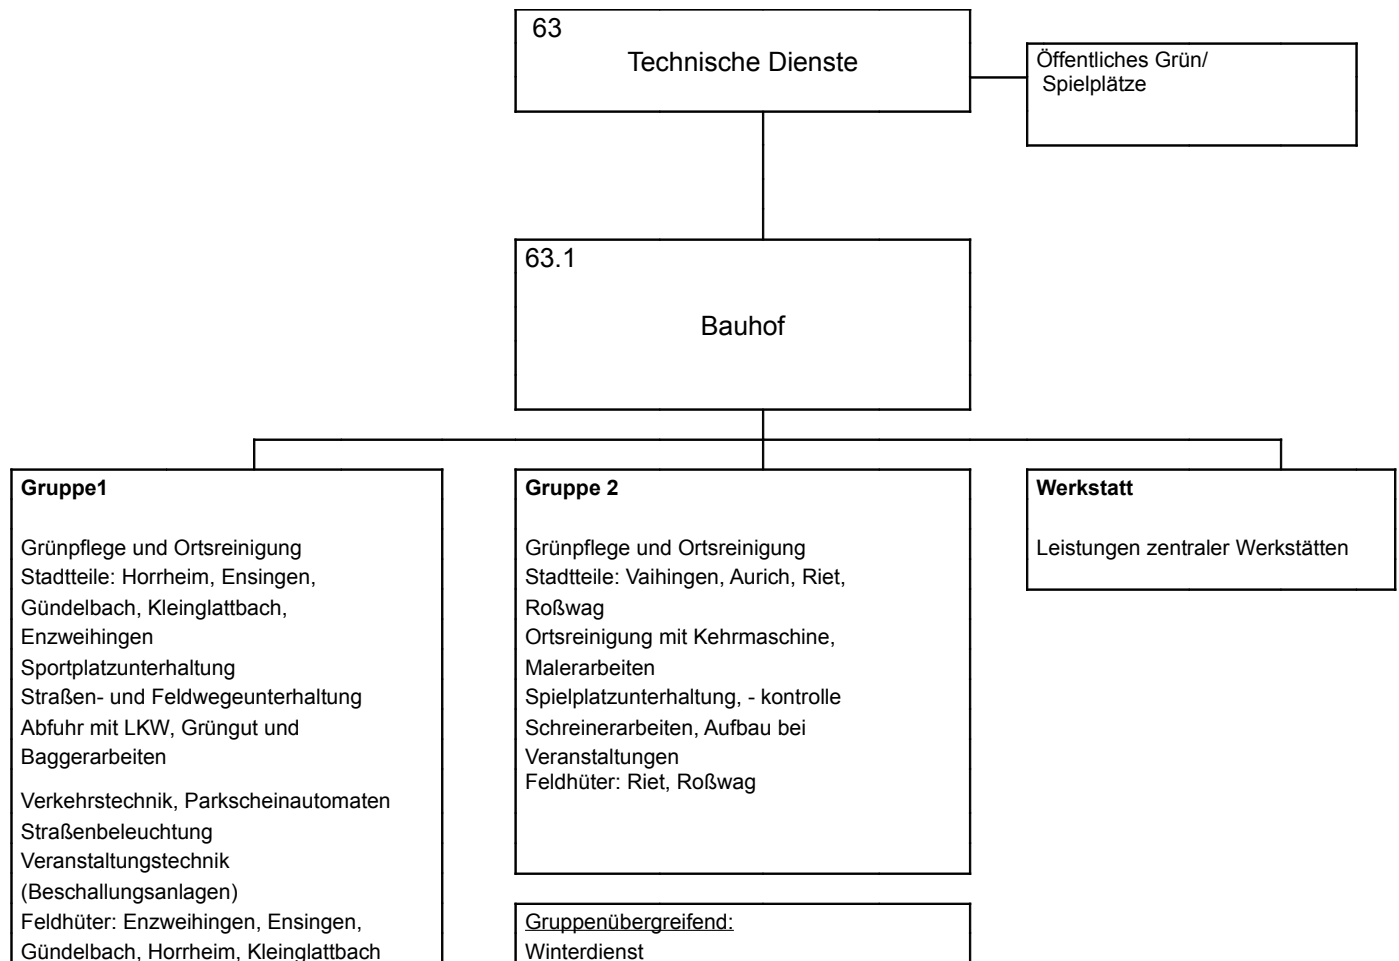 63
Technische Dienste
Öffentliches Grün/
Spielplätze
63.1
Bauhof
Gruppe1
Grünpflege und Ortsreinigung
Stadtteile: Horrheim, Ensingen,
Gündelbach, Kleinglattbach,
Enzweihingen
Sportplatzunterhaltung
Straßen- und Feldwegeunterhaltung
Abfuhr mit LKW, Grüngut und
Baggerarbeiten
Verkehrstechnik, Parkscheinautomaten
Straßenbeleuchtung
Veranstaltungstechnik
(Beschallungsanlagen)
Feldhüter: Enzweihingen, Ensingen,
Gündelbach, Horrheim, Kleinglattbach
Gruppe 2
Grünpflege und Ortsreinigung
Stadtteile: Vaihingen, Aurich, Riet,
Roßwag
Ortsreinigung mit Kehrmaschine,
Malerarbeiten
Spielplatzunterhaltung, - kontrolle
Schreinerarbeiten, Aufbau bei
Veranstaltungen
Feldhüter: Riet, Roßwag
Gruppenübergreifend:
Winterdienst
Werkstatt
Leistungen zentraler Werkstätten